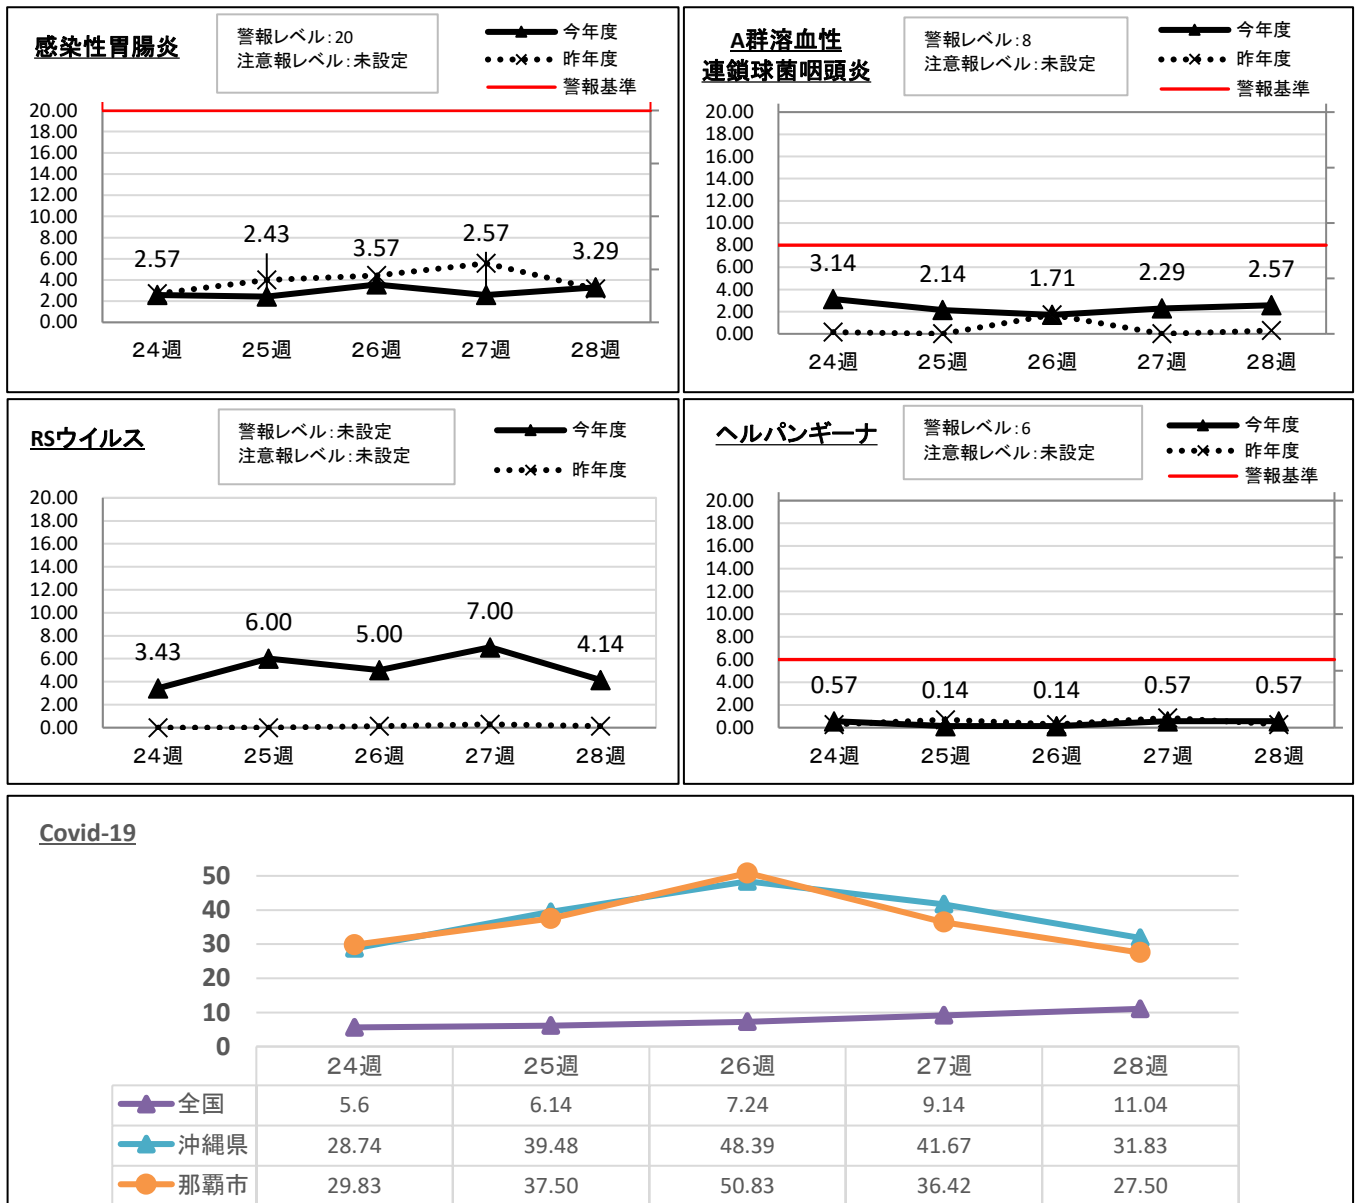 感染性胃腸炎
警報レベル：20
注意報レベル：未設定
今年度
昨年度
警報基準
20.00
18.00
16.00
14.00
12.00
10.00
8.00
6.00
4.00
2.00
0.00
2.57
2.43
3.57
2.57
3.29
24週 25週 26週 27週 28週
A群溶血性
連鎖球菌咽頭炎
警報レベル：8
注意報レベル：未設定
今年度
昨年度
警報基準
20.00
18.00
16.00
14.00
12.00
10.00
8.00
6.00
4.00
2.00
0.00
3.14
2.14
1.71
2.29
2.57
24週 25週 26週 27週 28週
RSウイルス
警報レベル：未設定
注意報レベル：未設定
今年度
昨年度
20.00
18.00
16.00
14.00
12.00
10.00
8.00
6.00
4.00
2.00
0.00
3.43
6.00
5.00
7.00
4.14
24週 25週 26週 27週 28週
ヘルパンギーナ
警報レベル：6
注意報レベル：未設定
今年度
昨年度
警報基準
20.00
18.00
16.00
14.00
12.00
10.00
8.00
6.00
4.00
2.00
0.00
0.57
0.14
0.14
0.57
0.57
24週 25週 26週 27週 28週
Covid-19
50
40
30
20
10
0
24週 25週 26週 27週 28週
全国 5.6 6.14 7.24 9.14 11.04
沖縄県 28.74 39.48 48.39 41.67 31.83
那覇市 29.83 37.50 50.83 36.42 27.50